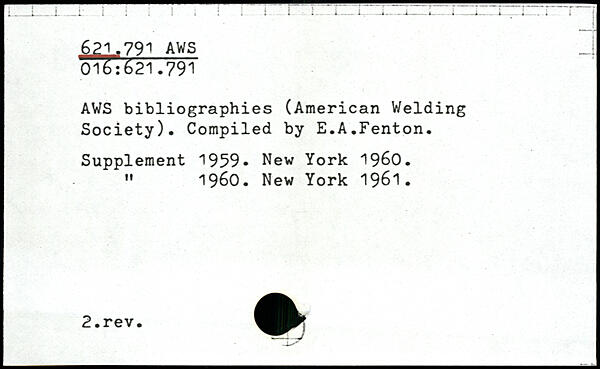 621.791 AWS
016:621.791
AWS bibliographies (American Welding
Society). Compiled by E.A.Fenton.
Supplement 1959. New York 1960.
" 1960. New York 1961.
2.rev.